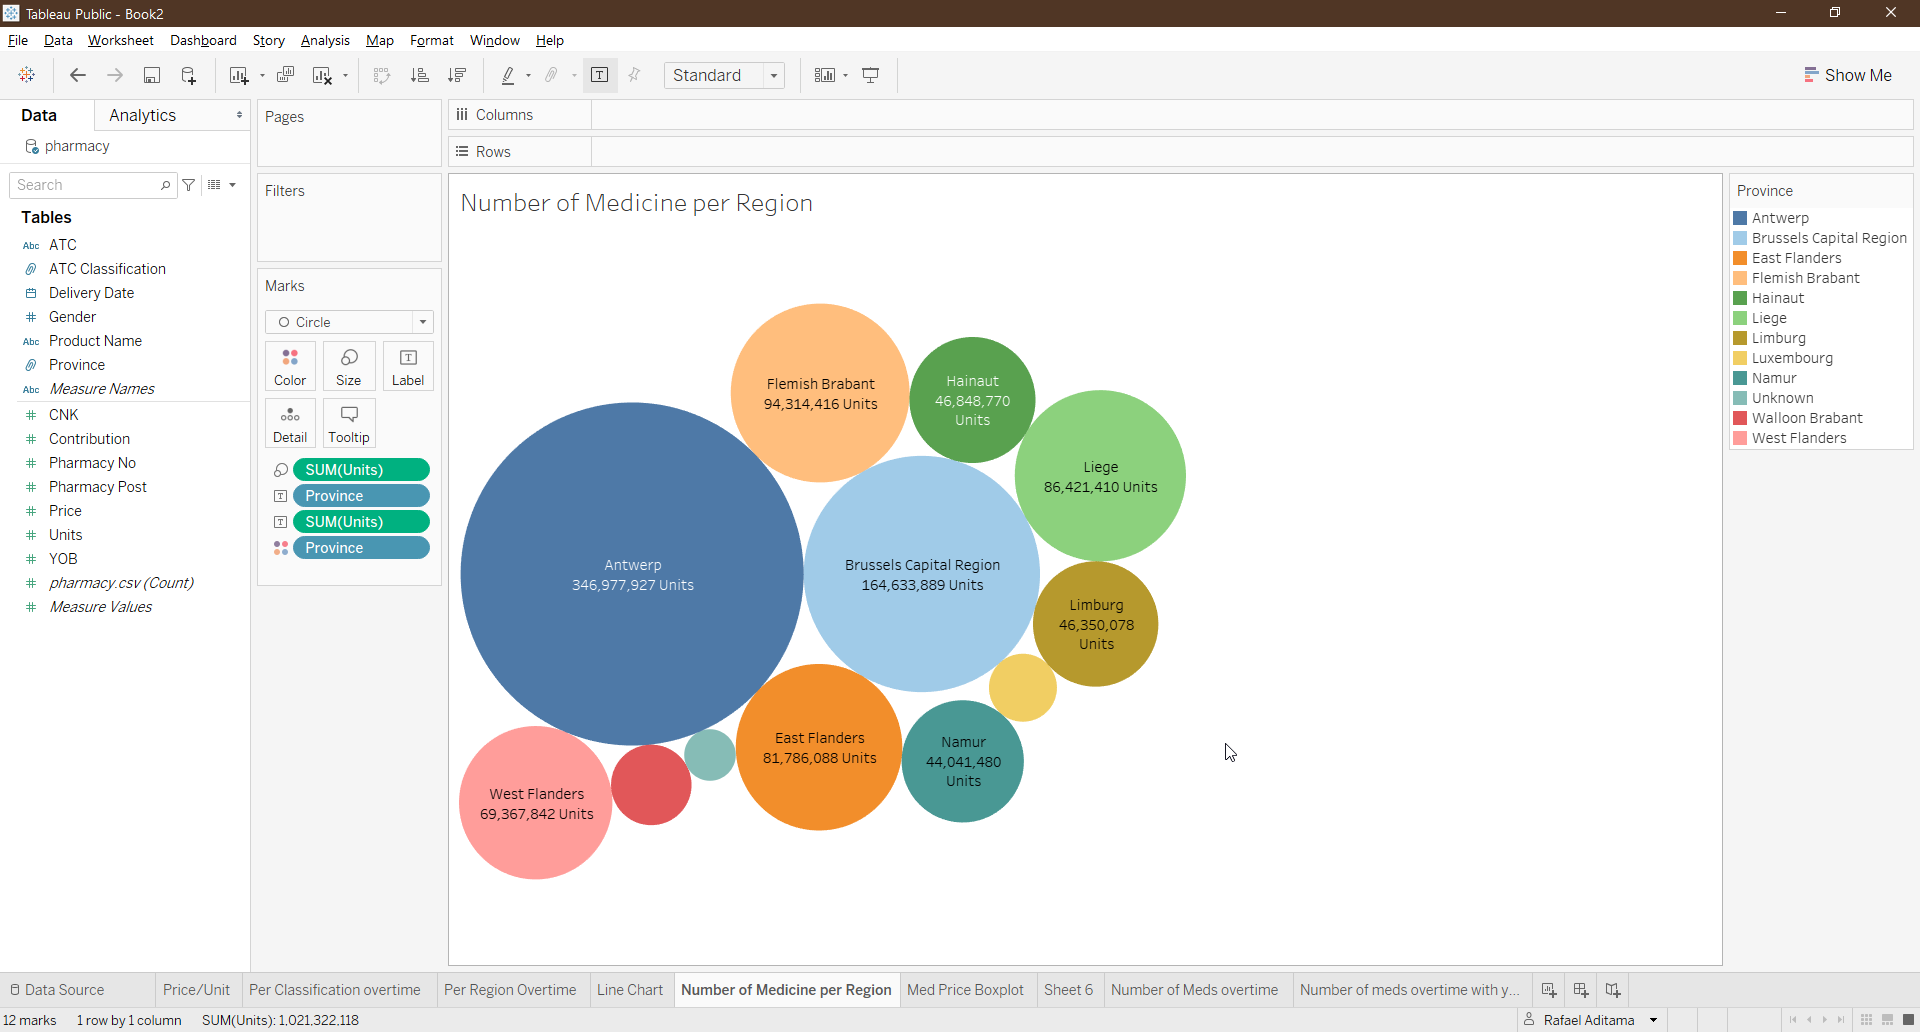 Tableau Public - Book2
File Data Worksheet Dashboard Story Analysis Map Format Window Help
Standard
Show Me
Data
Analytics
pharmacy
Search
Tables
Abc ATC
ATC Classification
Delivery Date
# Gender
Abc Product Name
Province
Abc Measure Names
# CNK
# Contribution
# Pharmacy No
# Pharmacy Post
# Price
# Units
# YOB
# pharmacy.csv (Count)
# Measure Values
Pages
Filters
Marks
Circle
Color
Size
T
Label
Detail
Tooltip
SUM(Units)
T Province
T SUM(Units)
Province
Columns
Rows
Number of Medicine per Region
Flemish Brabant
94,314,416 Units
Hainaut
46,848,770
Units
Liege
86,421,410 Units
Antwerp
346,977,927 Units
Brussels Capital Region
164,633,889 Units
Limburg
46,350,078
Units
East Flanders
81,786,088 Units
Namur
44,041,480
Units
West Flanders
69,367,842 Units
Province
Antwerp
Brussels Capital Region
East Flanders
Flemish Brabant
Hainaut
Liege
Limburg
Luxembourg
Namur
Unknown
Walloon Brabant
West Flanders
Data Source
Price/Unit
Per Classification overtime
Per Region Overtime
Line Chart
Number of Medicine per Region
Med Price Boxplot
Sheet 6
Number of Meds overtime
Number of meds overtime with y...
12 marks
1 row by 1 column
SUM(Units): 1,021,322,118
Rafael Aditama